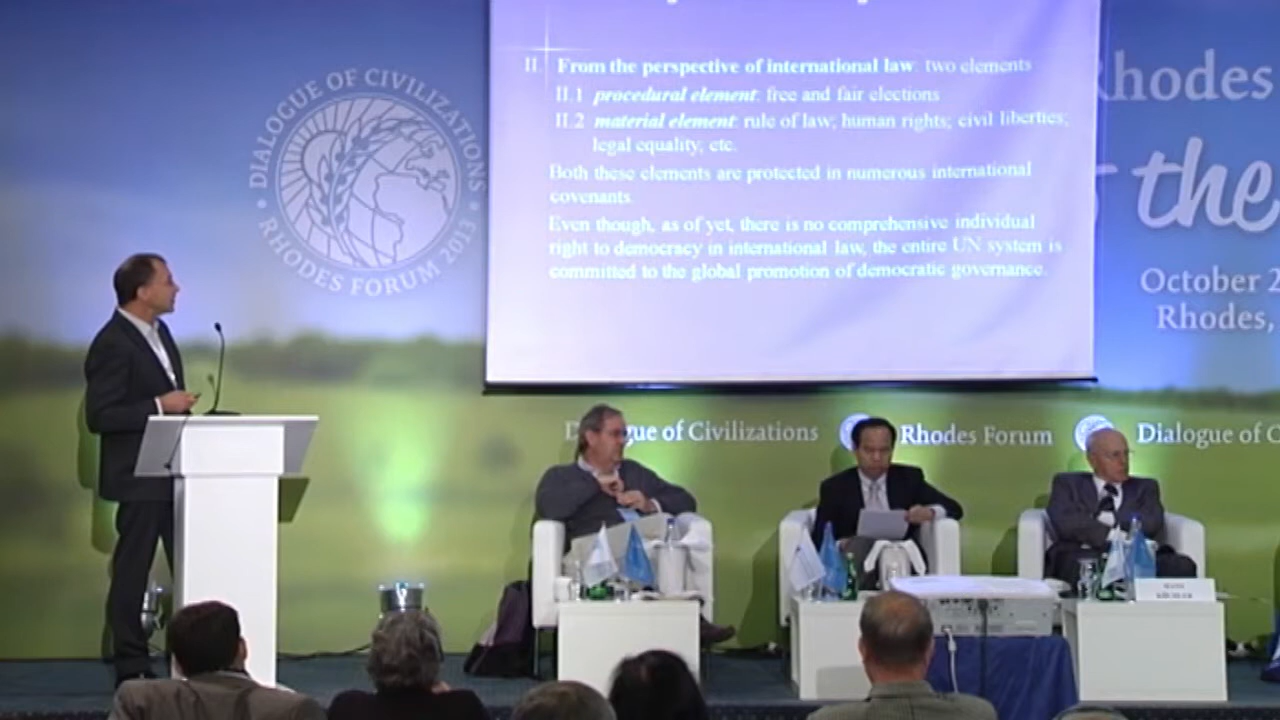 II. From the perspective of international law: two elements
II.1 procedural element: free and fair elections
II.2 material element: rule of law; human rights; civil liberties;
legal equality, etc.
Both these elements are protected in numerous international
covenants.
Even though, as of yet, there is no comprehensive individual
right to democracy in international law, the entire UN system is
committed to the global promotion of democratic governance.
DIALOGUE OF CIVILIZATIONS
• RHODES FORUM 2013 •
Rhodes
the
October 2
Rhodes,
Dialogue of Civilizations
Rhodes Forum
Dialogue of C